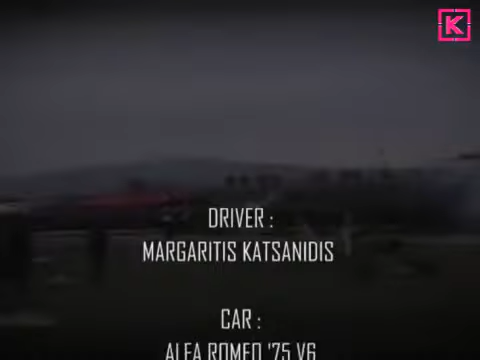 K
DRIVER :
MARGARITIS KATSANIDIS
CAR :
ALFA ROMEO '75 V6